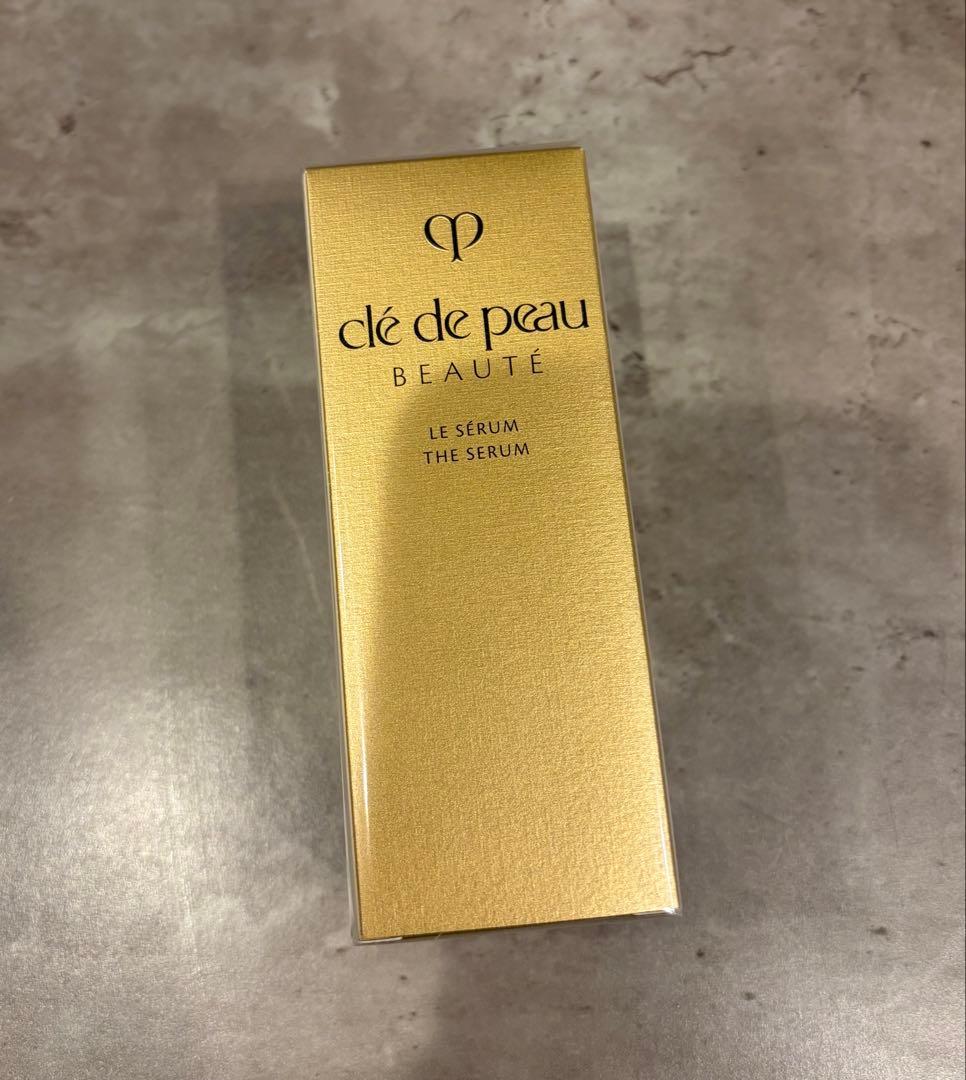 clé de peau
BEAUTÉ
LE SÉRUM
THE SERUM